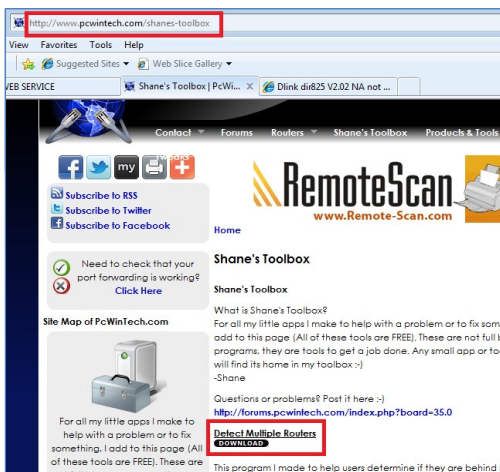 http://www.pcwintech.com/shanes-toolbox
View Favorites Tools Help
Suggested Sites Web Slice Gallery
VEB SERVICE
Shane's Toolbox | PcWi... X
Dlink dir825 V2.02 NA not ...
Contact Forums Routers Shane's Toolbox Products & Tools
Tweaks
my
RemoteScan
www.Remote-Scan.com
Subscribe to RSS
Subscribe to Twitter
Subscribe to Facebook
Home
Need to check that your
port forwarding is working?
Click Here
Site Map of PcWinTech.com
For all my little apps I make to
help with a problem or to fix
something, I add to this page (All
of these tools are FREE). These are
Shane's Toolbox
Shane's Toolbox
What is Shane's Toolbox?
For all my little apps I make to help with a problem or to fix som
add to this page (All of these tools are FREE). These are not full
programs, they are tools to get a job done. Any small app or to
will find its home in my toolbox :-)
-Shane
Questions or problems? Post it here :-)
http://forums.pcwintech.com/index.php?board=35.0
Detect Multiple Routers
DOWNLOAD
This program I made to help users determine if they are behind